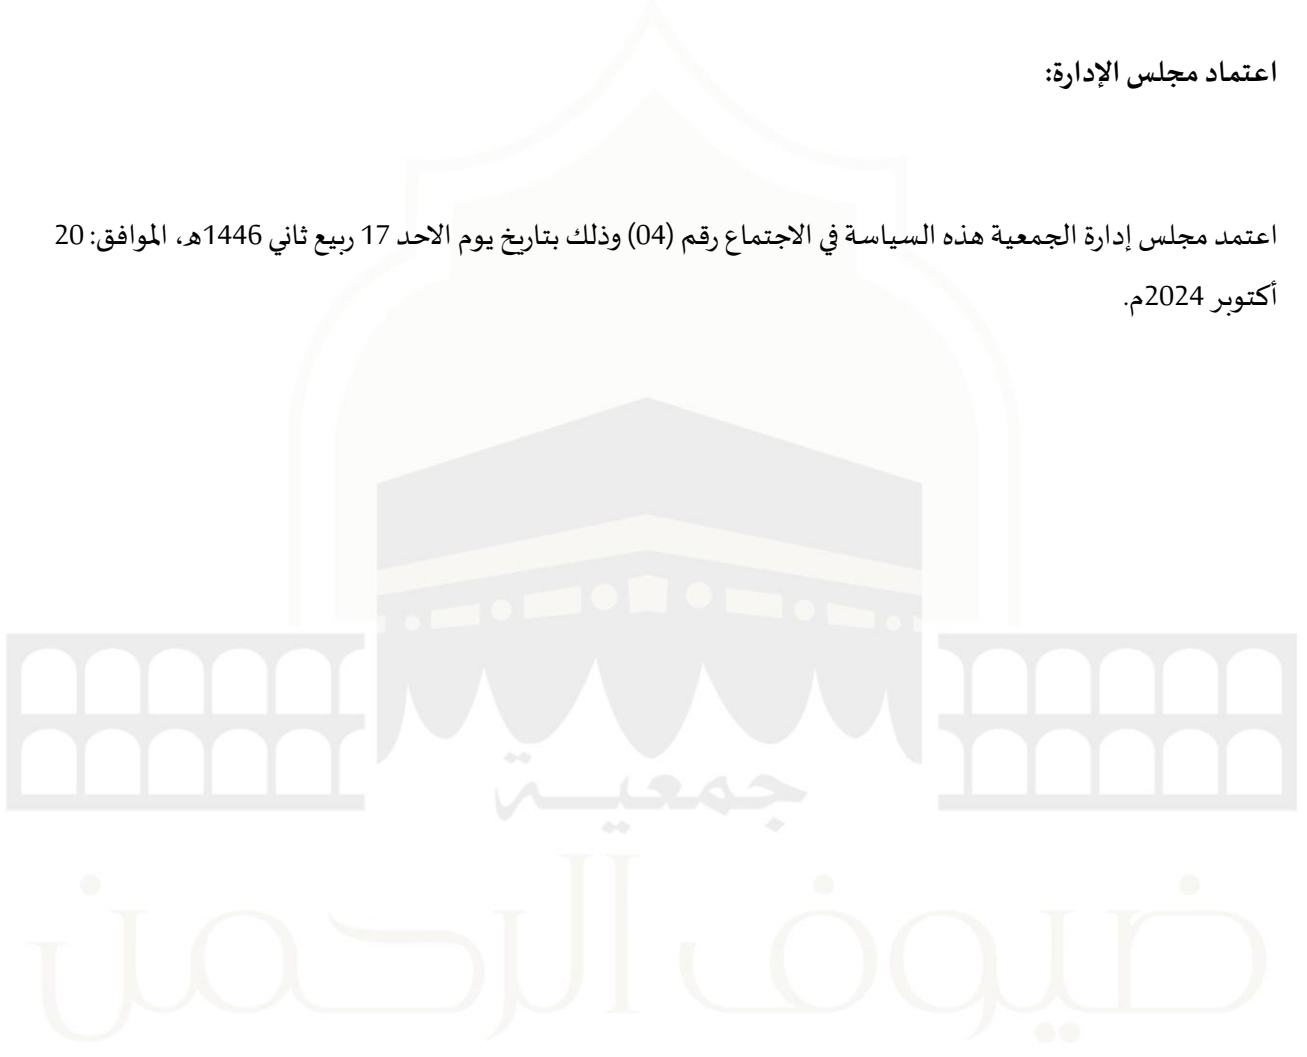 اعتماد مجلس الإدارة:
اعتمد مجلس إدارة الجمعية هذه السياسة في الاجتماع رقم (04) وذلك بتاريخ يوم الاحد 17 ربيع ثاني 1446هـ، الموافق: 20
أكتوبر 2024م.
جمعية
ضيوف الرحمن